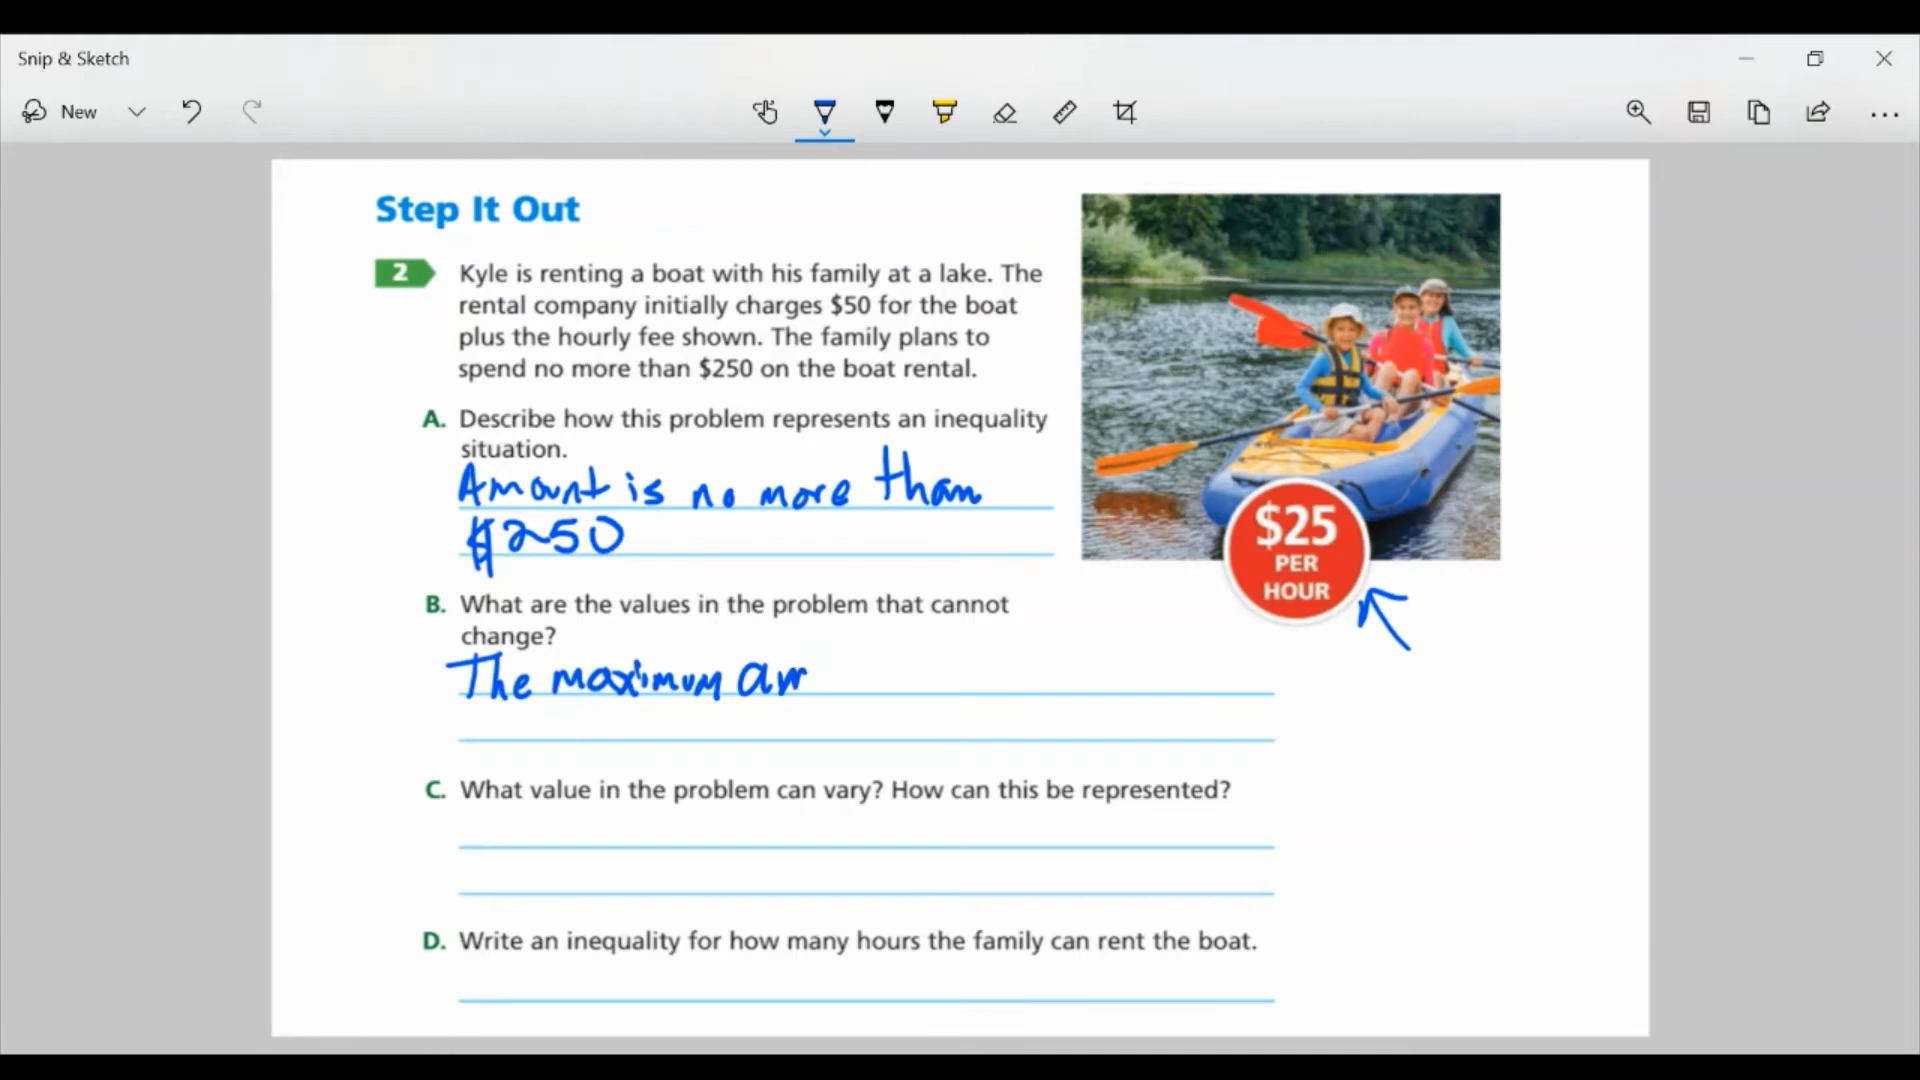 Snip & Sketch
New
Step It Out
2 Kyle is renting a boat with his family at a lake. The
rental company initially charges $50 for the boat
plus the hourly fee shown. The family plans to
spend no more than $250 on the boat rental.
A. Describe how this problem represents an inequality
situation.
Amount is no more than
$250
$25
PER
HOUR
B. What are the values in the problem that cannot
change?
The maximum am
C. What value in the problem can vary? How can this be represented?
D. Write an inequality for how many hours the family can rent the boat.